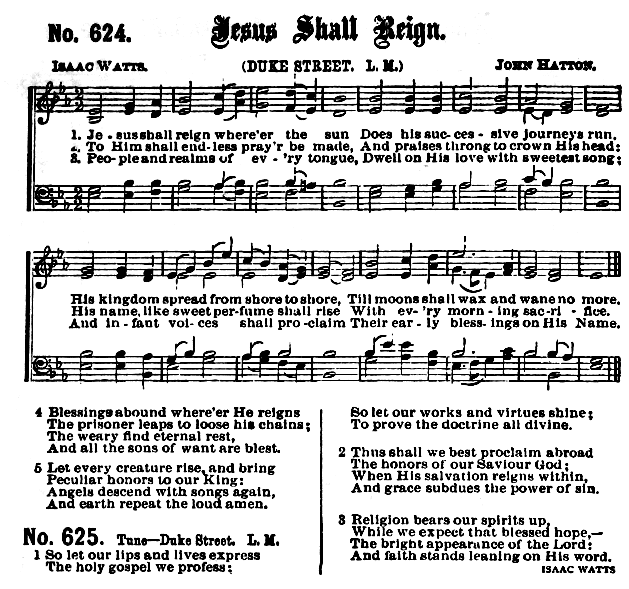 No. 624. Jesus Shall Reign.
ISAAC WATTS. (DUKE STREET. L. M.) JOHN HATTON.
1. Je - sus shall reign where'er the sun Does his suc- ces - sive journeys run,
2. To Him shall end-less pray'r be made, And praises throng to crown His head:
3. Peo-ple and realms of ev - 'ry tongue, Dwell on His love with sweetest song;
His kingdom spread from shore to shore, Till moons shall wax and wane no more.
His name, like sweet per-fume shall rise With ev- 'ry morn - ing sac-ri - fice.
And in - fant voi- ces shall pro -claim Their ear - ly bless- ings on His Name.
4 Blessings abound where'er He reigns
The prisoner leaps to loose his chains;
The weary find eternal rest,
And all the sons of want are blest.
5 Let every creature rise, and bring
Peculiar honors to our King:
Angels descend with songs again,
And earth repeat the loud amen.
No. 625. Tune—Duke Street. L. M.
1 So let our lips and lives express
The holy gospel we profess;
So let our works and virtues shine;
To prove the doctrine all divine.
2 Thus shall we best proclaim abroad
The honors of our Saviour God;
When His salvation reigns within,
And grace subdues the power of sin.
3 Religion bears our spirits up,
While we expect that blessed hope,—
The bright appearance of the Lord;
And faith stands leaning on His word.
ISAAC WATTS